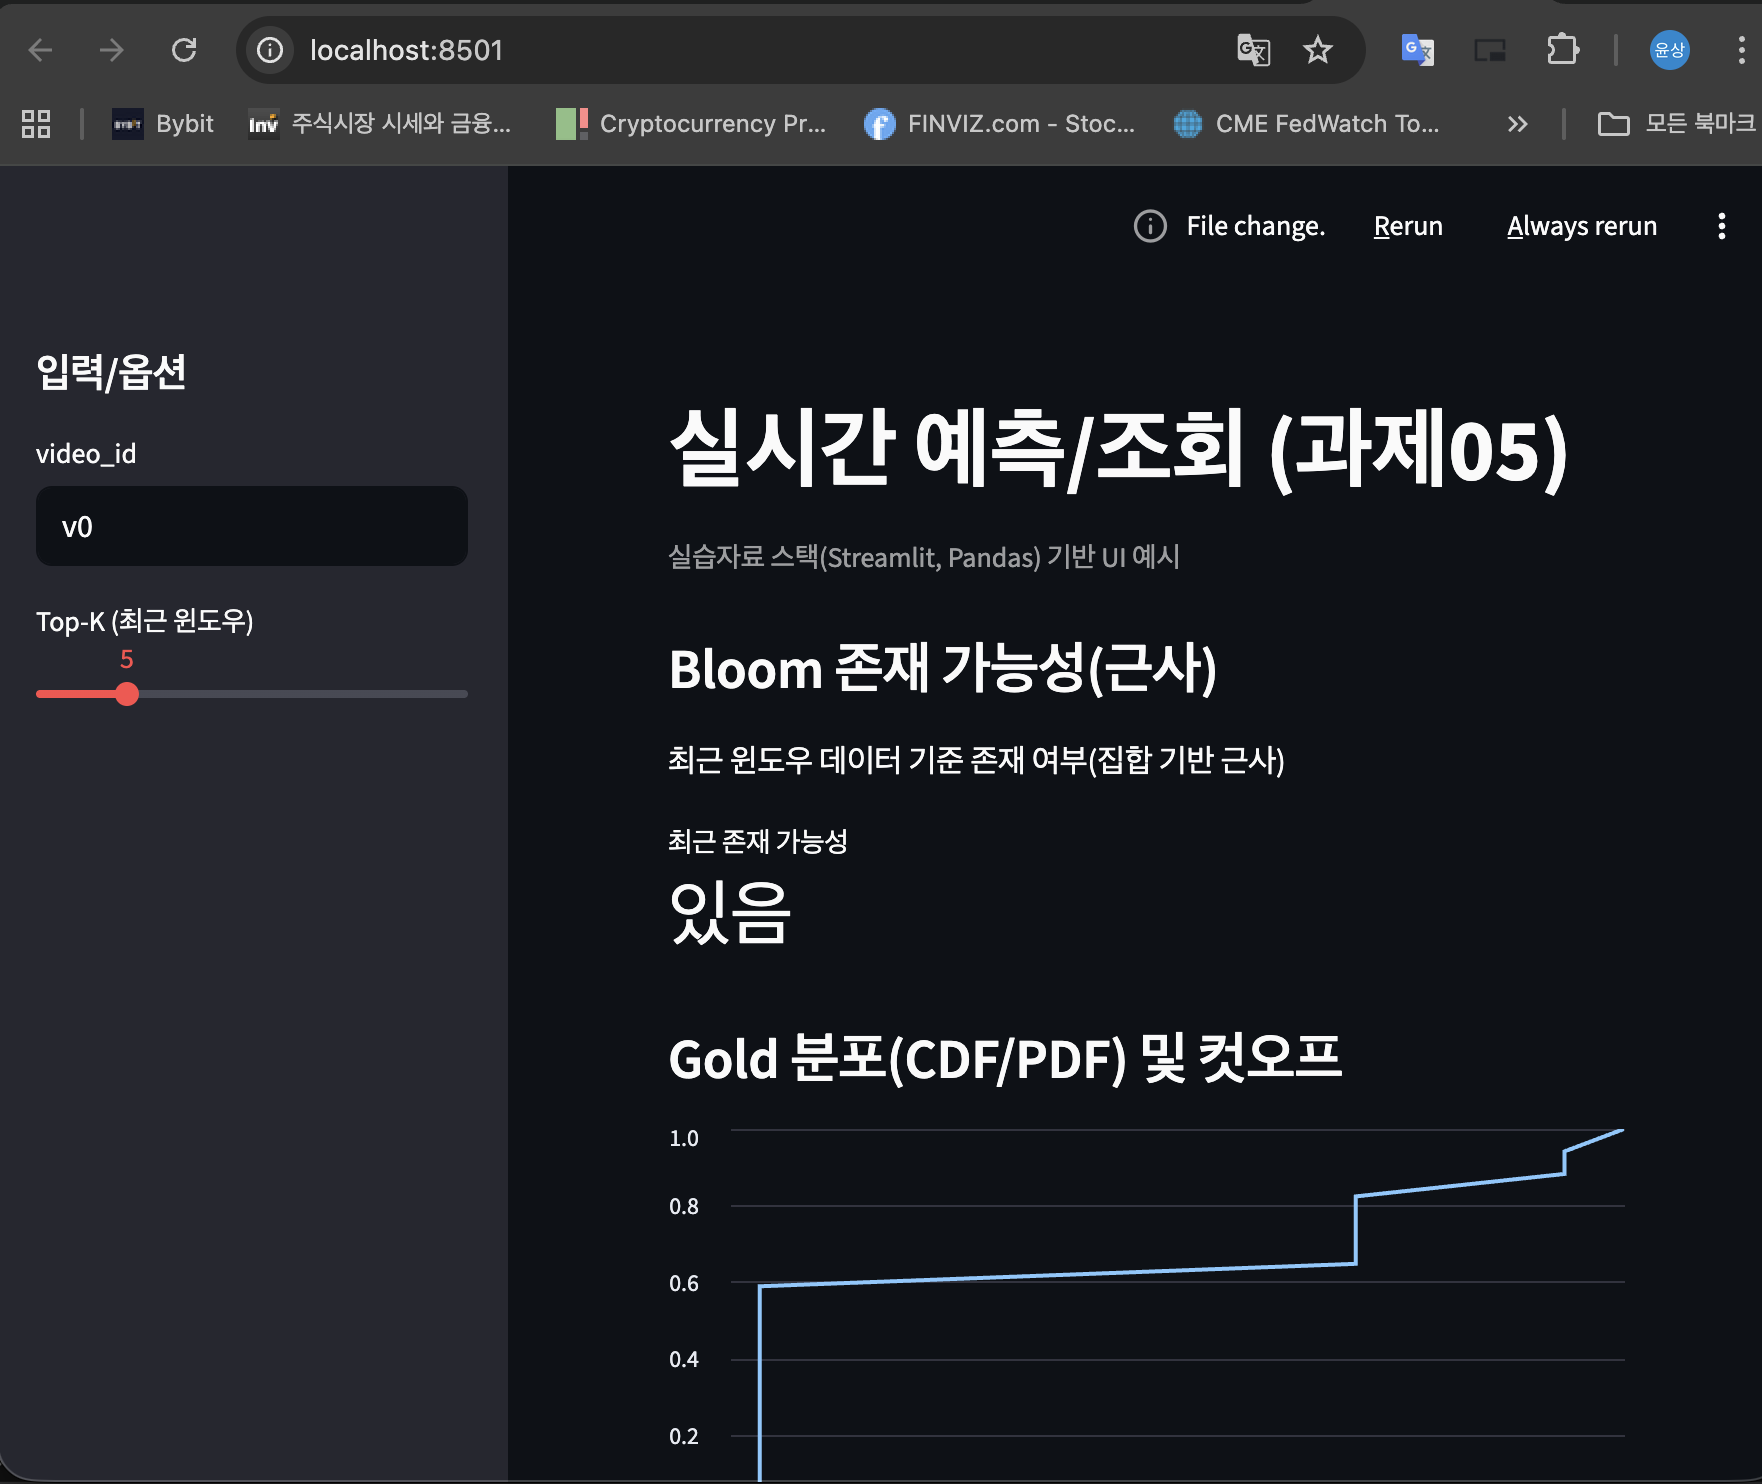 localhost:8501
윤상
Bybit
Inv
주식시장 시세와 금융...
Cryptocurrency Pr...
FINVIZ.com - Stoc...
CME FedWatch To...
모든 북마크
File change.
Rerun
Always rerun
입력/옵션
video_id
v0
Top-K (최근 윈도우)
5
실시간 예측/조회 (과제05)
실습자료 스택(Streamlit, Pandas) 기반 UI 예시
Bloom 존재 가능성(근사)
최근 윈도우 데이터 기준 존재 여부(집합 기반 근사)
최근 존재 가능성
있음
Gold 분포(CDF/PDF) 및 컷오프
1.0
0.8
0.6
0.4
0.2